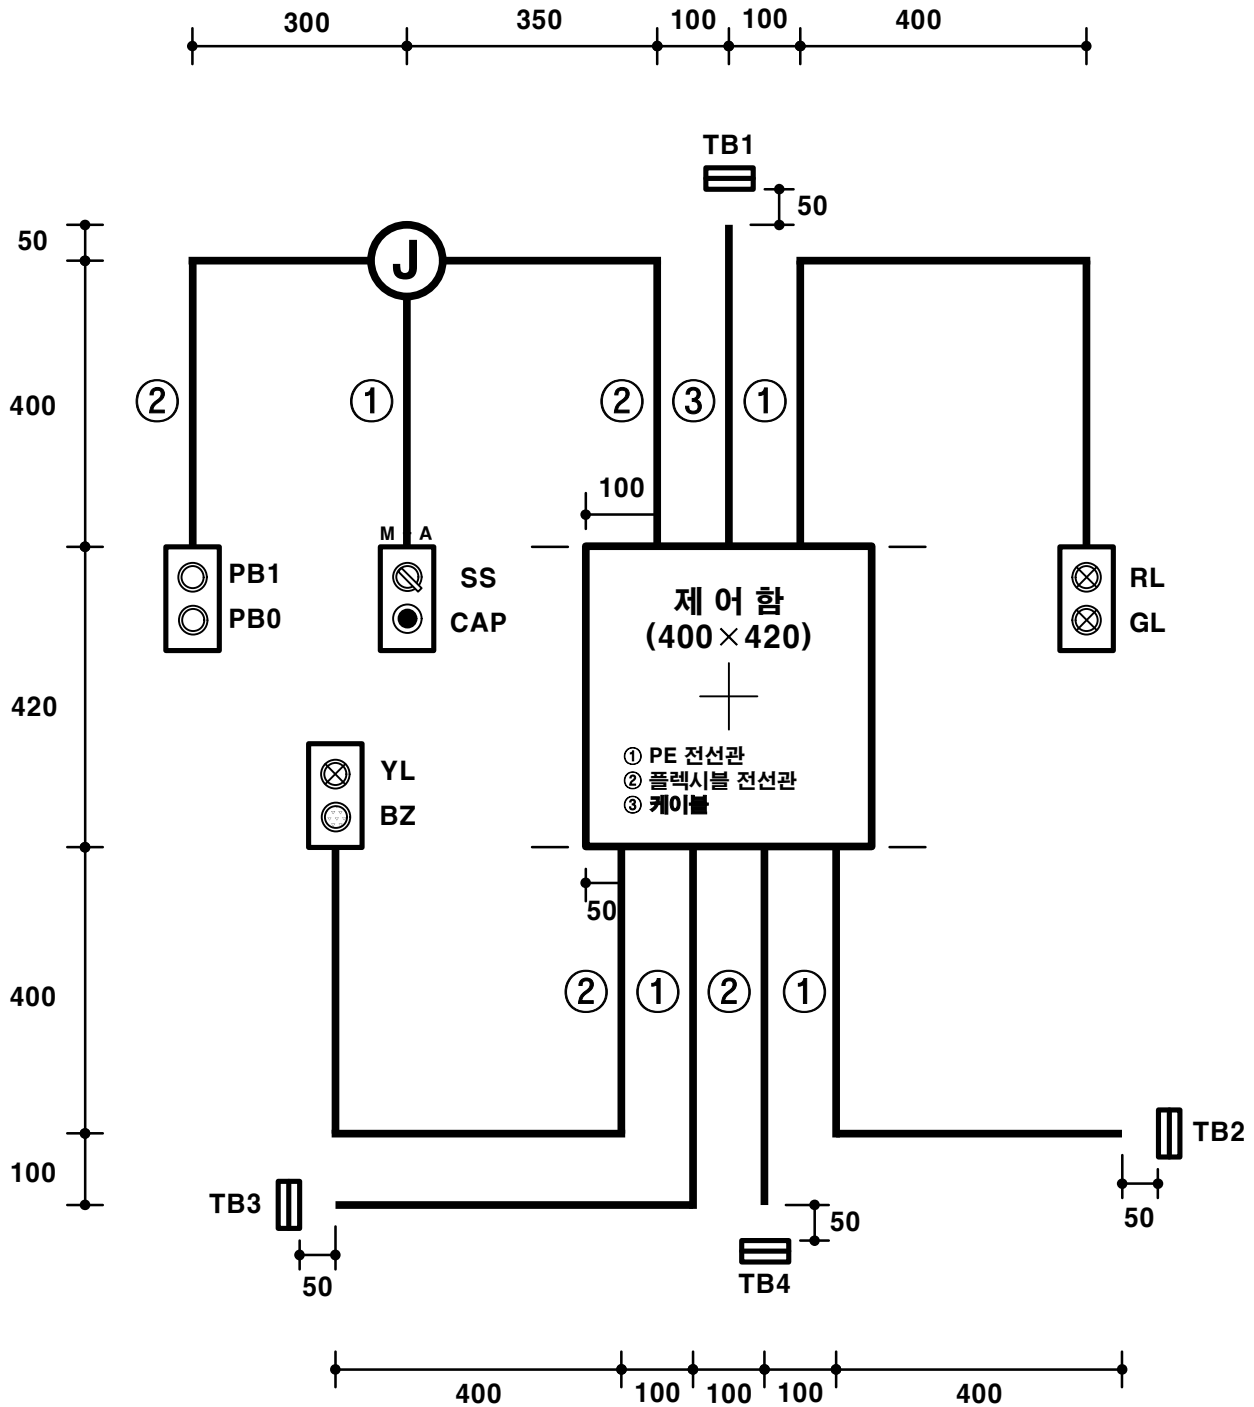 300 350 100 100 400
TB1
50
50
J
400
② ① ② ③ ①
100
M A
PB1
PB0
SS
CAP
제 어 함
(400×420)
RL
GL
420
① PE 전선관
② 플렉시블 전선관
③ 케이블
YL
BZ
50
400
② ① ② ①
TB2
100
TB3
50
50
50
TB4
400 100 100 100 400